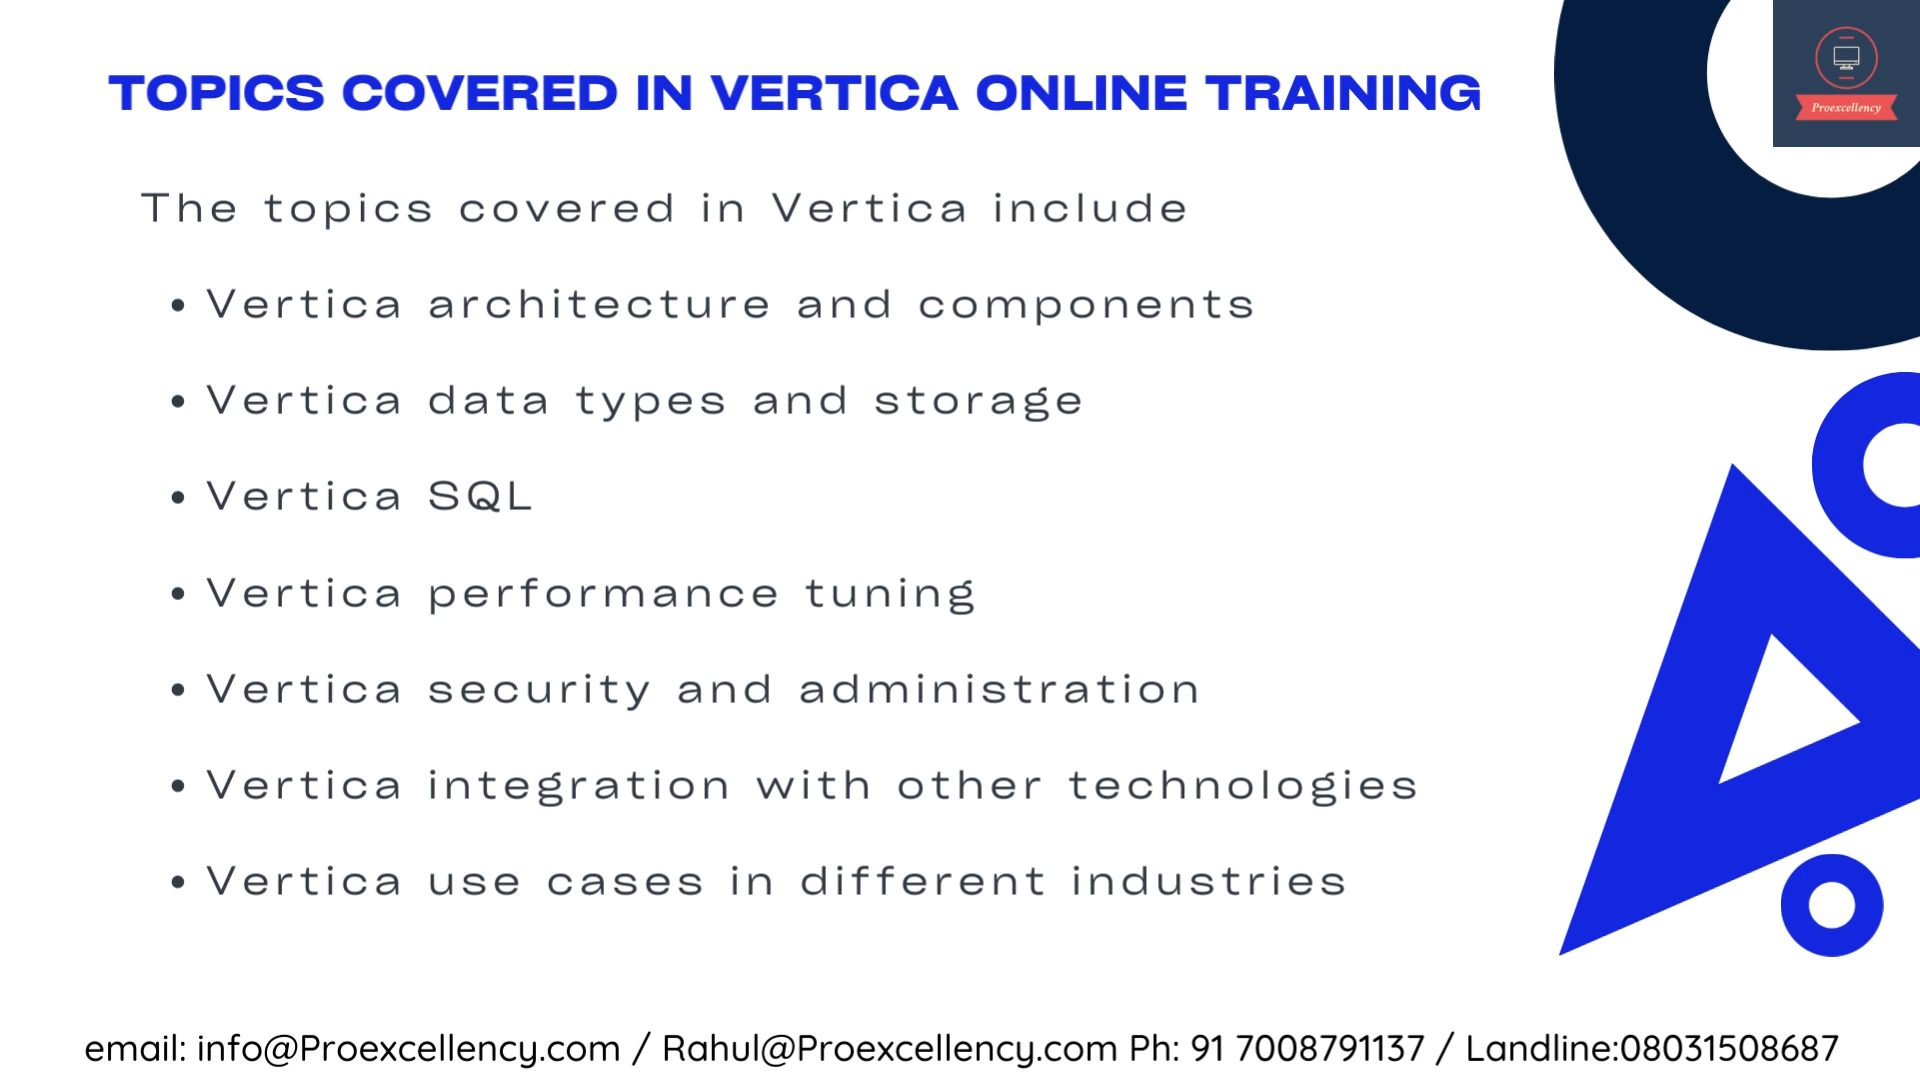 TOPICS COVERED IN VERTICA ONLINE TRAINING
Proexcellency
The topics covered in Vertica include
• Vertica architecture and components
• Vertica data types and storage
• Vertica SQL
• Vertica performance tuning
• Vertica security and administration
• Vertica integration with other technologies
• Vertica use cases in different industries
email: info@Proexcellency.com / Rahul@Proexcellency.com Ph: 91 7008791137 / Landline:08031508687